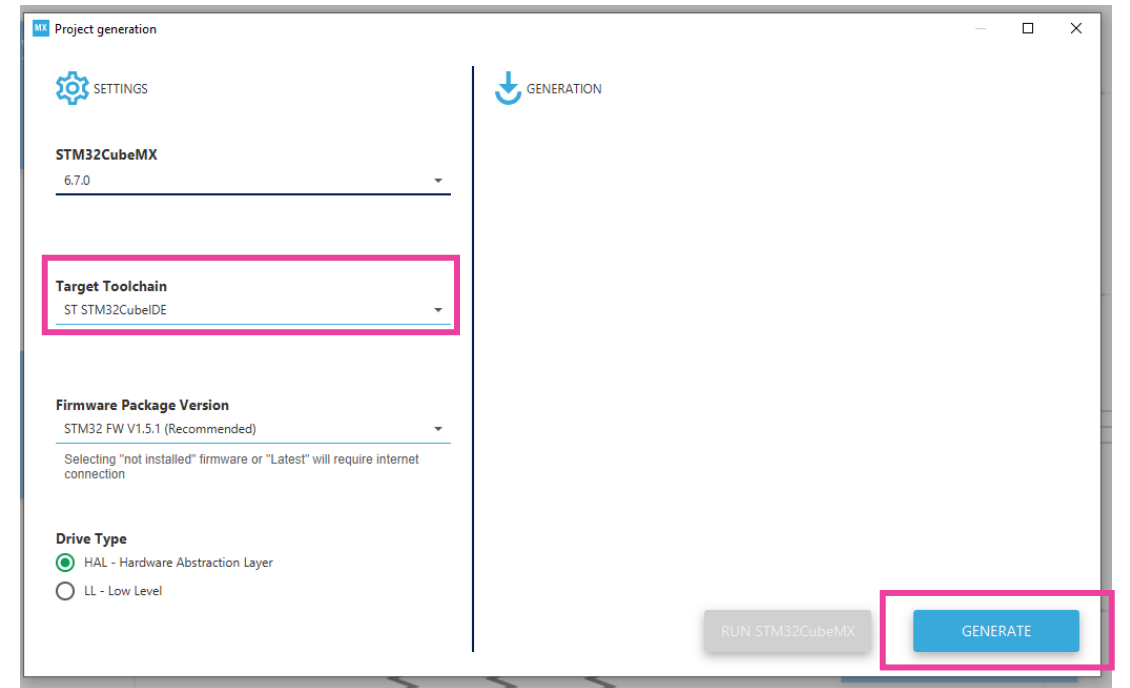 MX Project generation
SETTINGS
STM32CubeMX
6.7.0
Target Toolchain
ST STM32CubeIDE
Firmware Package Version
STM32 FW V1.5.1 (Recommended)
Selecting "not installed" firmware or "Latest" will require internet
connection
Drive Type
HAL - Hardware Abstraction Layer
LL - Low Level
GENERATION
RUN STM32CubeMX
GENERATE